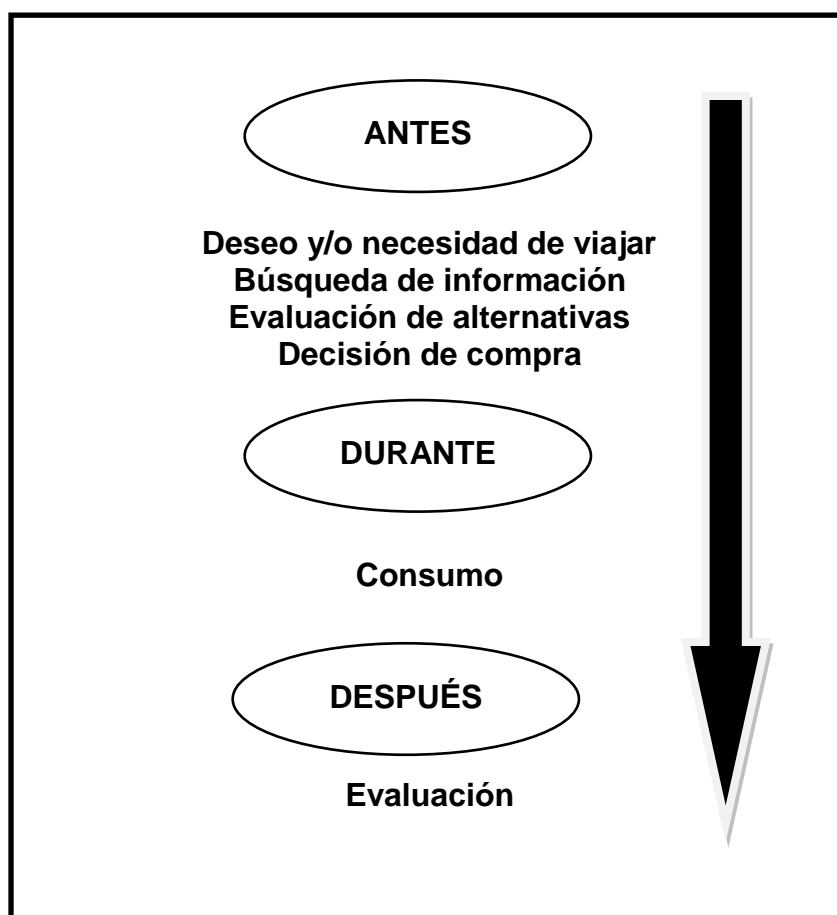 ANTES
Deseo y/o necesidad de viajar
Búsqueda de información
Evaluación de alternativas
Decisión de compra
DURANTE
Consumo
DESPUÉS
Evaluación